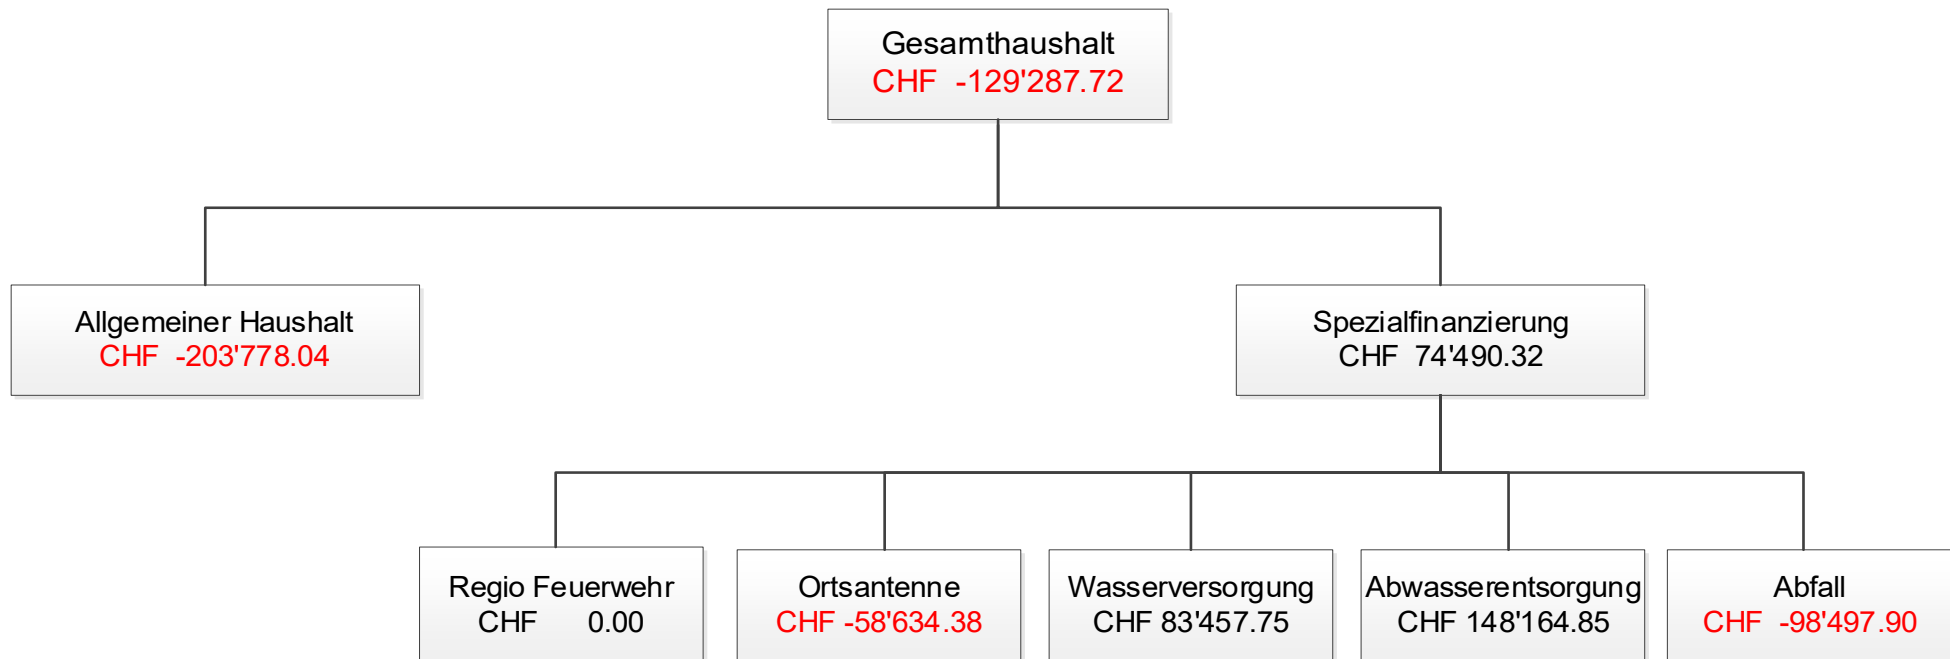 Gesamthaushalt
CHF -129'287.72
Allgemeiner Haushalt
CHF -203'778.04
Spezialfinanzierung
CHF 74'490.32
Regio Feuerwehr
CHF 0.00
Ortsantenne
CHF -58'634.38
Wasserversorgung
CHF 83'457.75
Abwasserentsorgung
CHF 148'164.85
Abfall
CHF -98'497.90